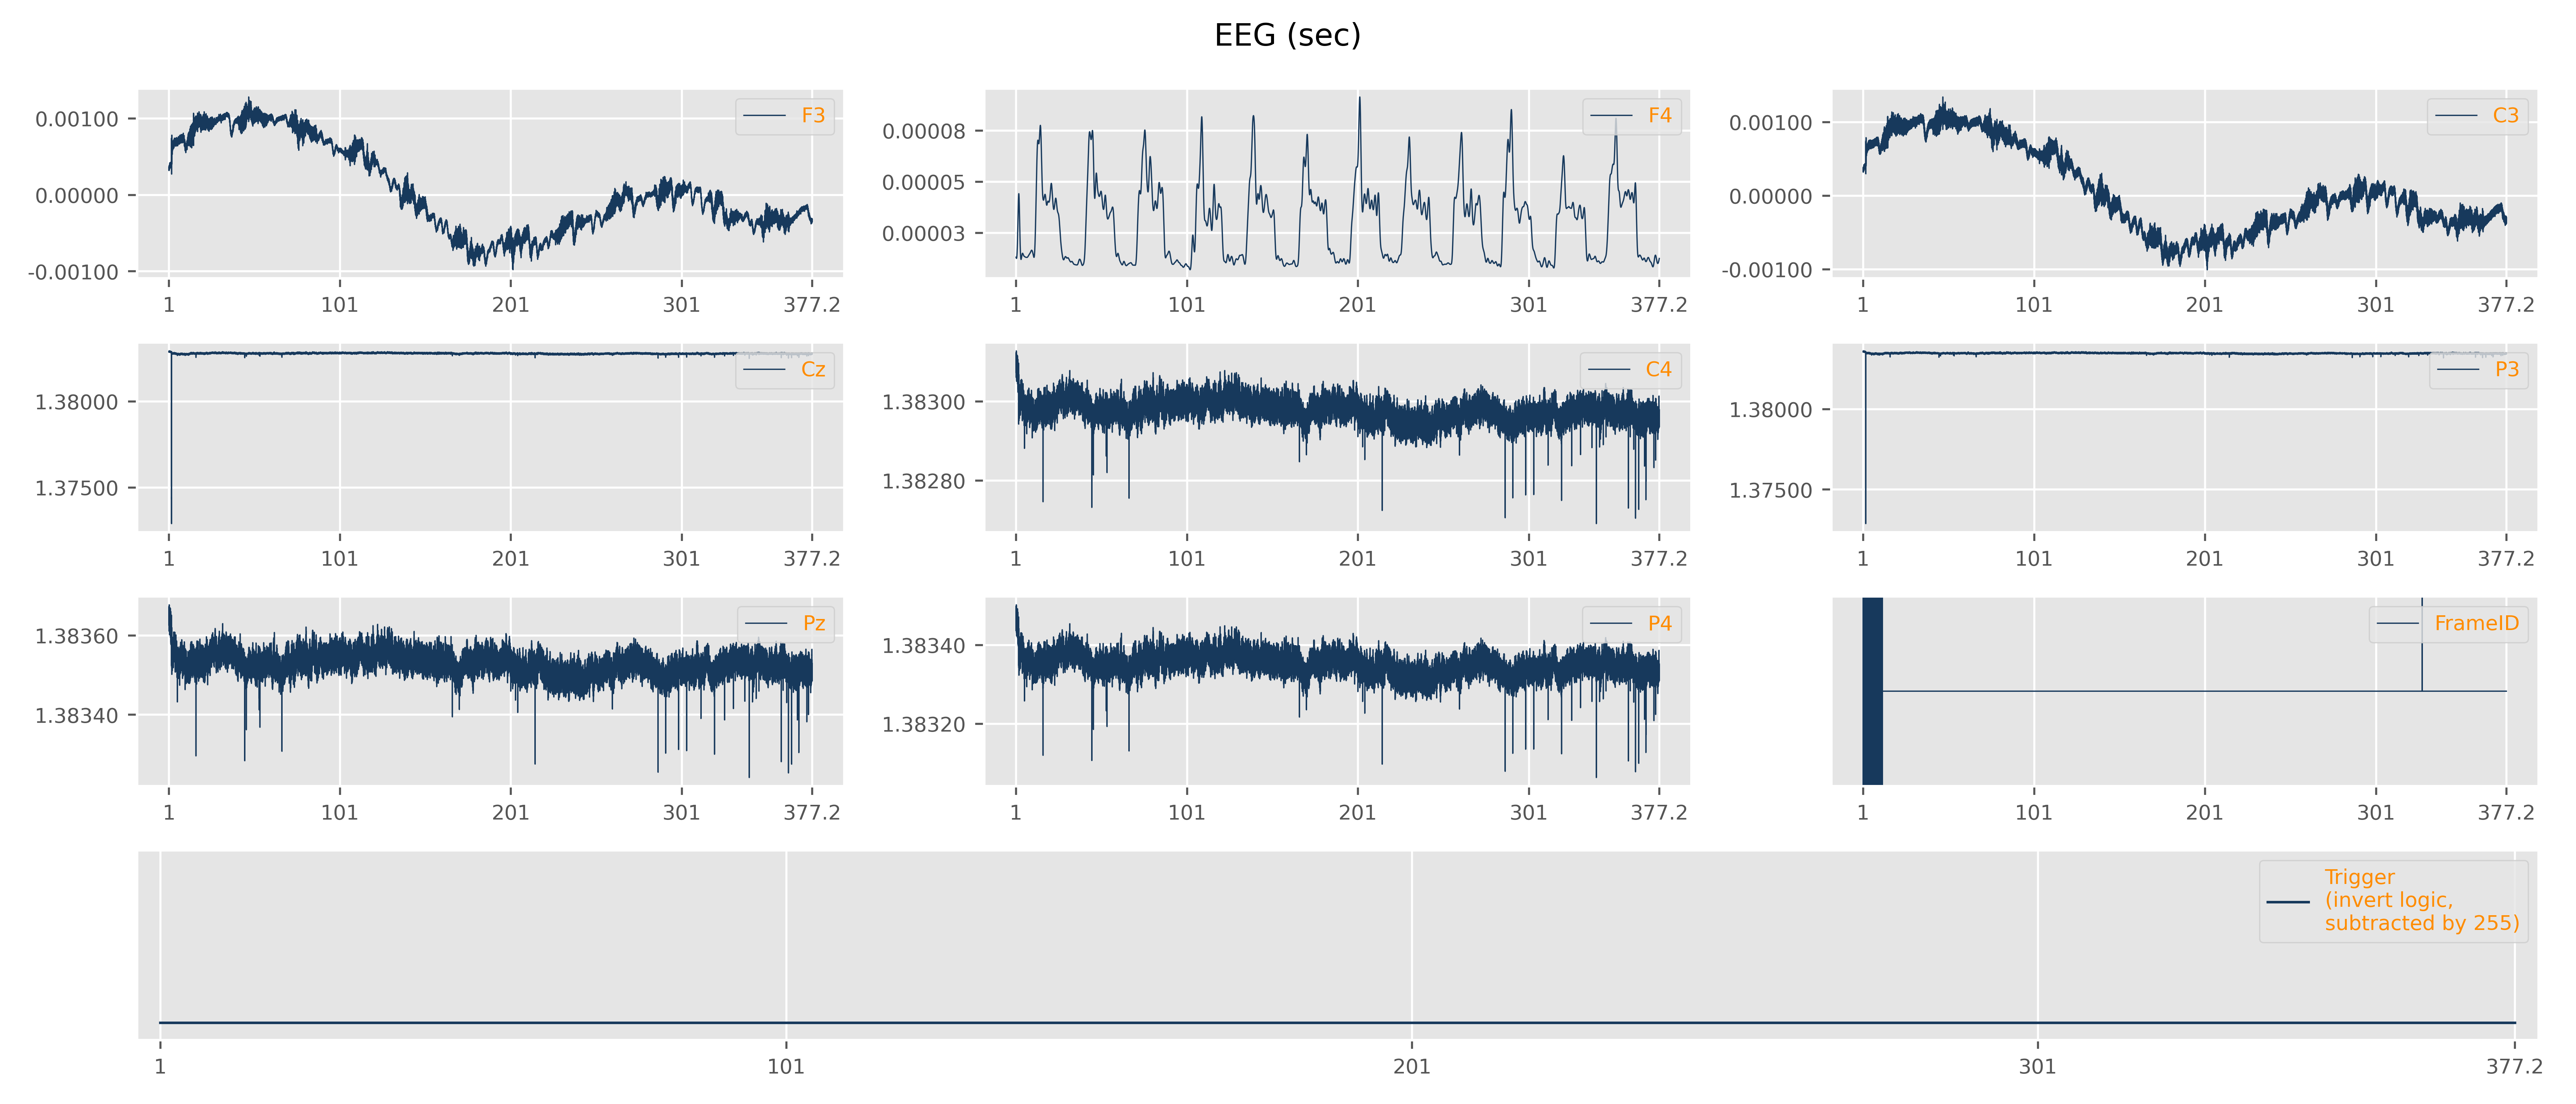 EEG (sec)
0.00100
0.00000
-0.00100
F3
1 101 201 301 377.2
0.00008
0.00005
0.00003
F4
1 101 201 301 377.2
0.00100
0.00000
-0.00100
C3
1 101 201 301 377.2
1.38000
1.37500
Cz
1 101 201 301 377.2
1.38300
1.38280
C4
1 101 201 301 377.2
1.38000
1.37500
P3
1 101 201 301 377.2
1.38360
1.38340
Pz
1 101 201 301 377.2
1.38340
1.38320
P4
1 101 201 301 377.2
FrameID
1 101 201 301 377.2
Trigger
(invert logic,
subtracted by 255)
1 101 201 301 377.2